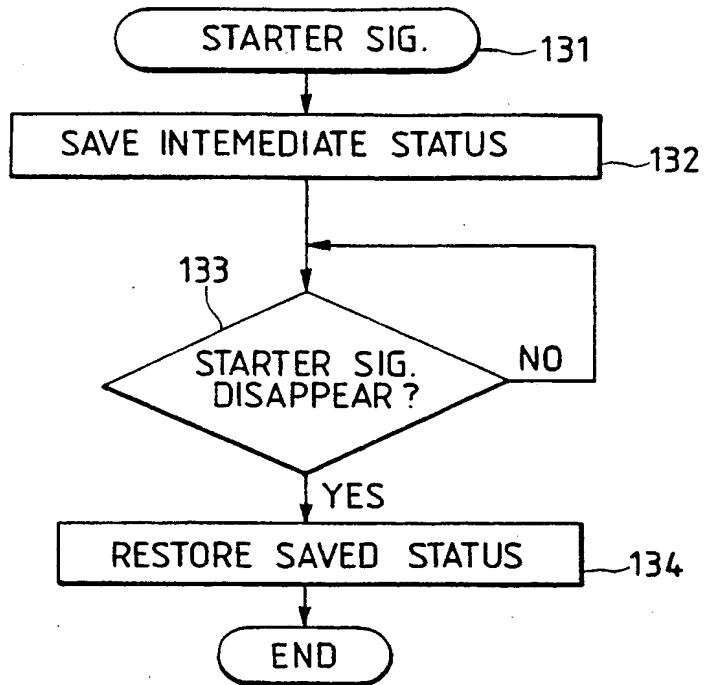 STARTER SIG.
131
SAVE INTEMEDIATE STATUS
132
133
STARTER SIG.
DISAPPEAR?
NO
YES
RESTORE SAVED STATUS
134
END